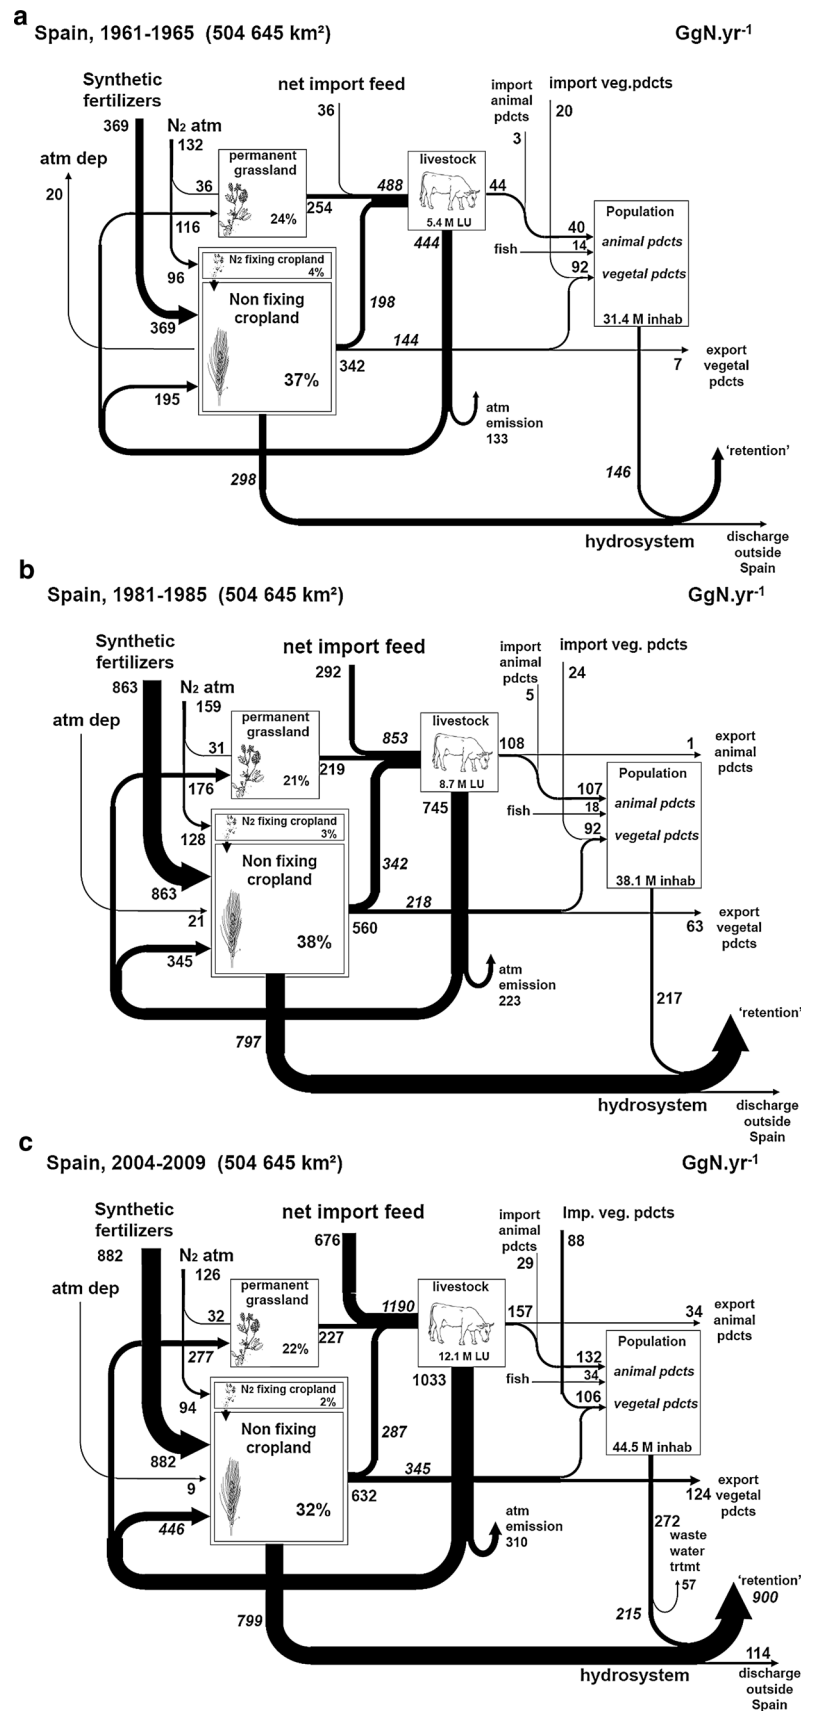 a
Spain, 1961-1965 (504 645 km²)
GgN.yr-1
Synthetic
fertilizers
369
N2 atm
132
net import feed
36
import
animal
pdcts
3
import veg.pdcts
20
atm dep
20
permanent
grassland
24%
36
116
254
488
livestock
5.4 M LU
44
444
96
N2 fixing cropland
4%
Non fixing
cropland
37%
369
195
198
144
342
40
fish
14
92
Population
animal pdcts
vegetal pdcts
31.4 M inhab
7
export
vegetal
pdcts
atm
emission
133
298
146
'retention'
hydrosystem
discharge
outside
Spain
b
Spain, 1981-1985 (504 645 km²)
GgN.yr-1
Synthetic
fertilizers
863
N2 atm
159
net import feed
292
import
animal
pdcts
5
import veg. pdcts
24
atm dep
permanent
grassland
21%
31
176
219
853
livestock
8.7 M LU
108
745
1
export
animal
pdcts
128
N2 fixing cropland
3%
Non fixing
cropland
38%
863
21
345
342
218
560
107
fish
18
92
Population
animal pdcts
vegetal pdcts
38.1 M inhab
63
export
vegetal
pdcts
atm
emission
223
797
217
'retention'
hydrosystem
discharge
outside
Spain
c
Spain, 2004-2009 (504 645 km²)
GgN.yr-1
Synthetic
fertilizers
882
N2 atm
126
net import feed
676
import
animal
pdcts
29
Imp. veg. pdcts
88
atm dep
permanent
grassland
22%
32
277
227
1190
livestock
12.1 M LU
157
1033
34
export
animal
pdcts
94
N2 fixing cropland
2%
Non fixing
cropland
32%
882
9
446
287
345
632
132
fish
34
106
Population
animal pdcts
vegetal pdcts
44.5 M inhab
124
export
vegetal
pdcts
atm
emission
310
272
waste
water
trtmt
57
799
215
'retention'
900
114
hydrosystem
discharge
outside
Spain